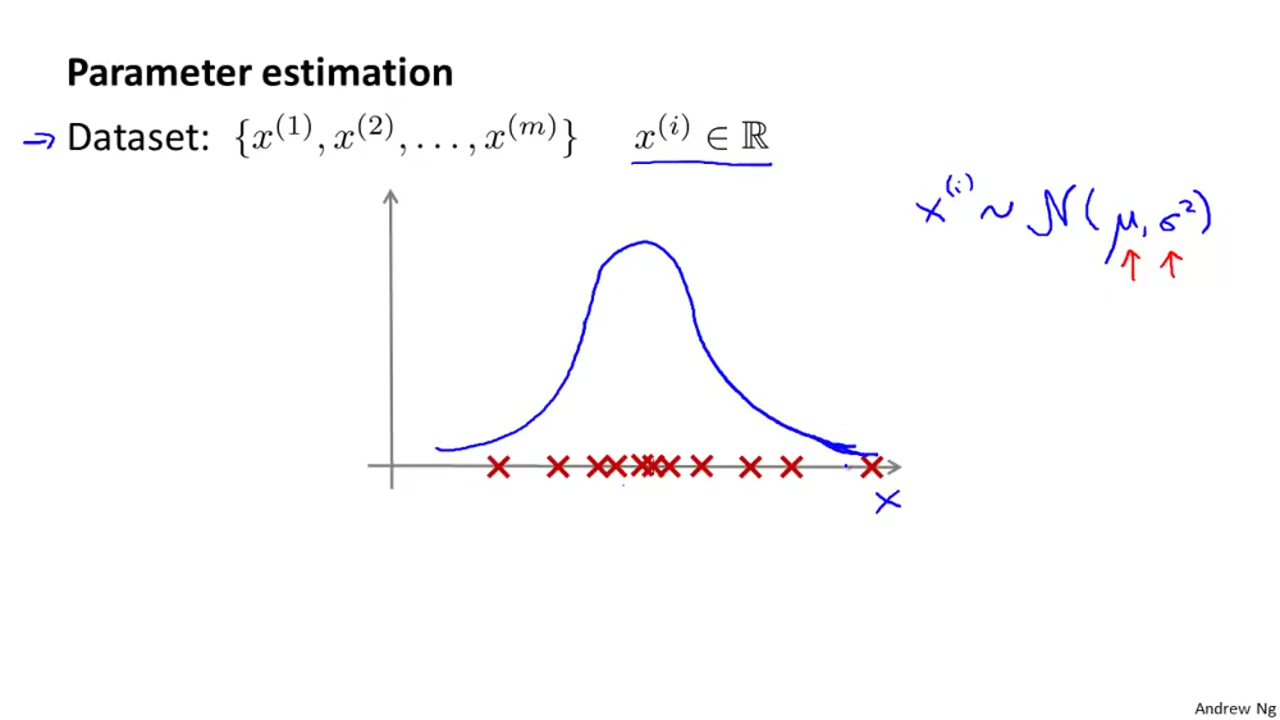 Parameter estimation
→ Dataset: {x^(1), x^(2), ..., x^(m)} x^(i) ∈ ℝ
x^(i) ~ N(μ, σ²)
x
Andrew Ng